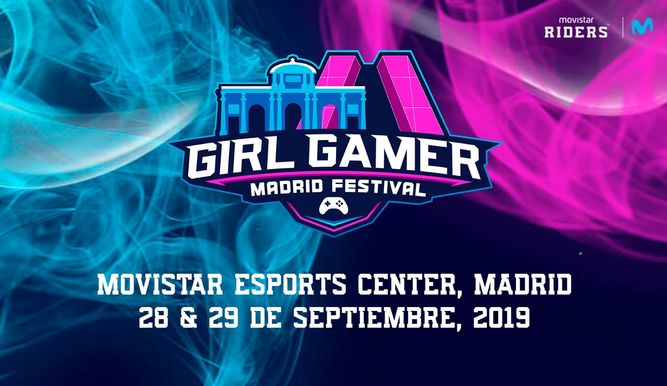 movistar
RIDERS
GIRL GAMER
MADRID FESTIVAL
MOVISTAR ESPORTS CENTER, MADRID
28 & 29 DE SEPTIEMBRE, 2019